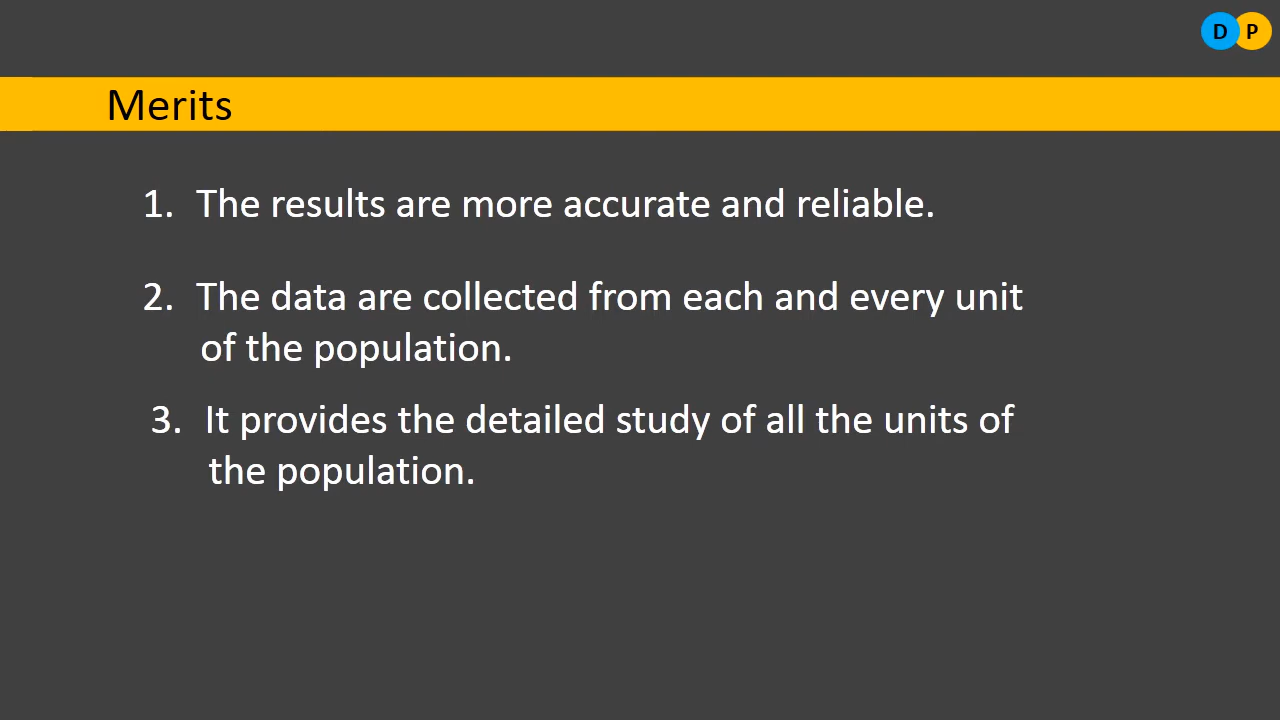 D P
Merits
1. The results are more accurate and reliable.
2. The data are collected from each and every unit
of the population.
3. It provides the detailed study of all the units of
the population.